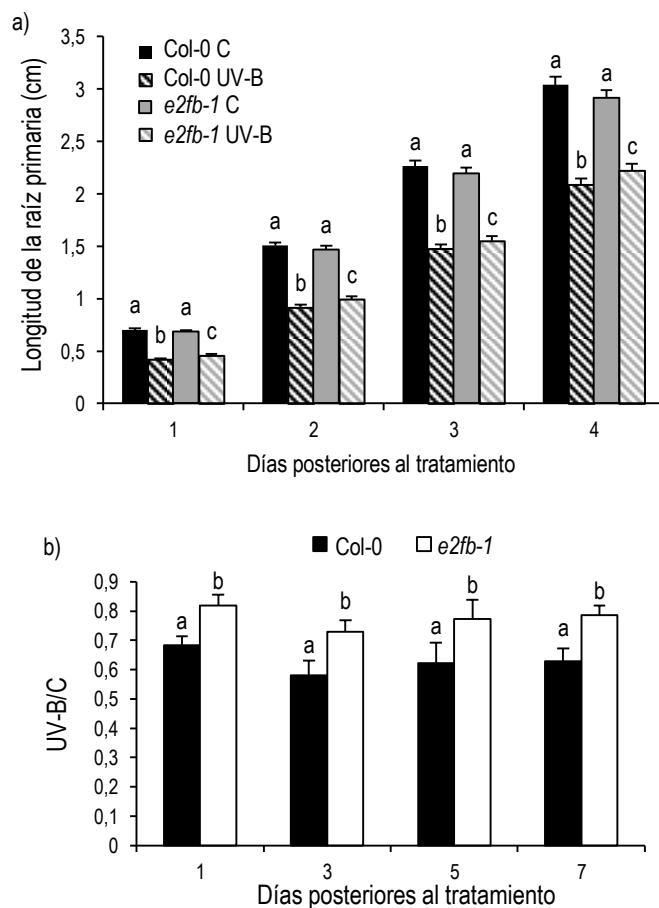 a)
Longitud de la raíz primaria (cm)
3,5
3
2,5
2
1,5
1
0,5
0
Col-0 C
Col-0 UV-B
e2fb-1 C
e2fb-1 UV-B
a b a c
a b a c
a b a c
a b a c
1 2 3 4
Días posteriores al tratamiento
b)
Col-0 e2fb-1
UV-B/C
0,9
0,8
0,7
0,6
0,5
0,4
0,3
0,2
0,1
0
a b
a b
a b
a b
1 3 5 7
Días posteriores al tratamiento